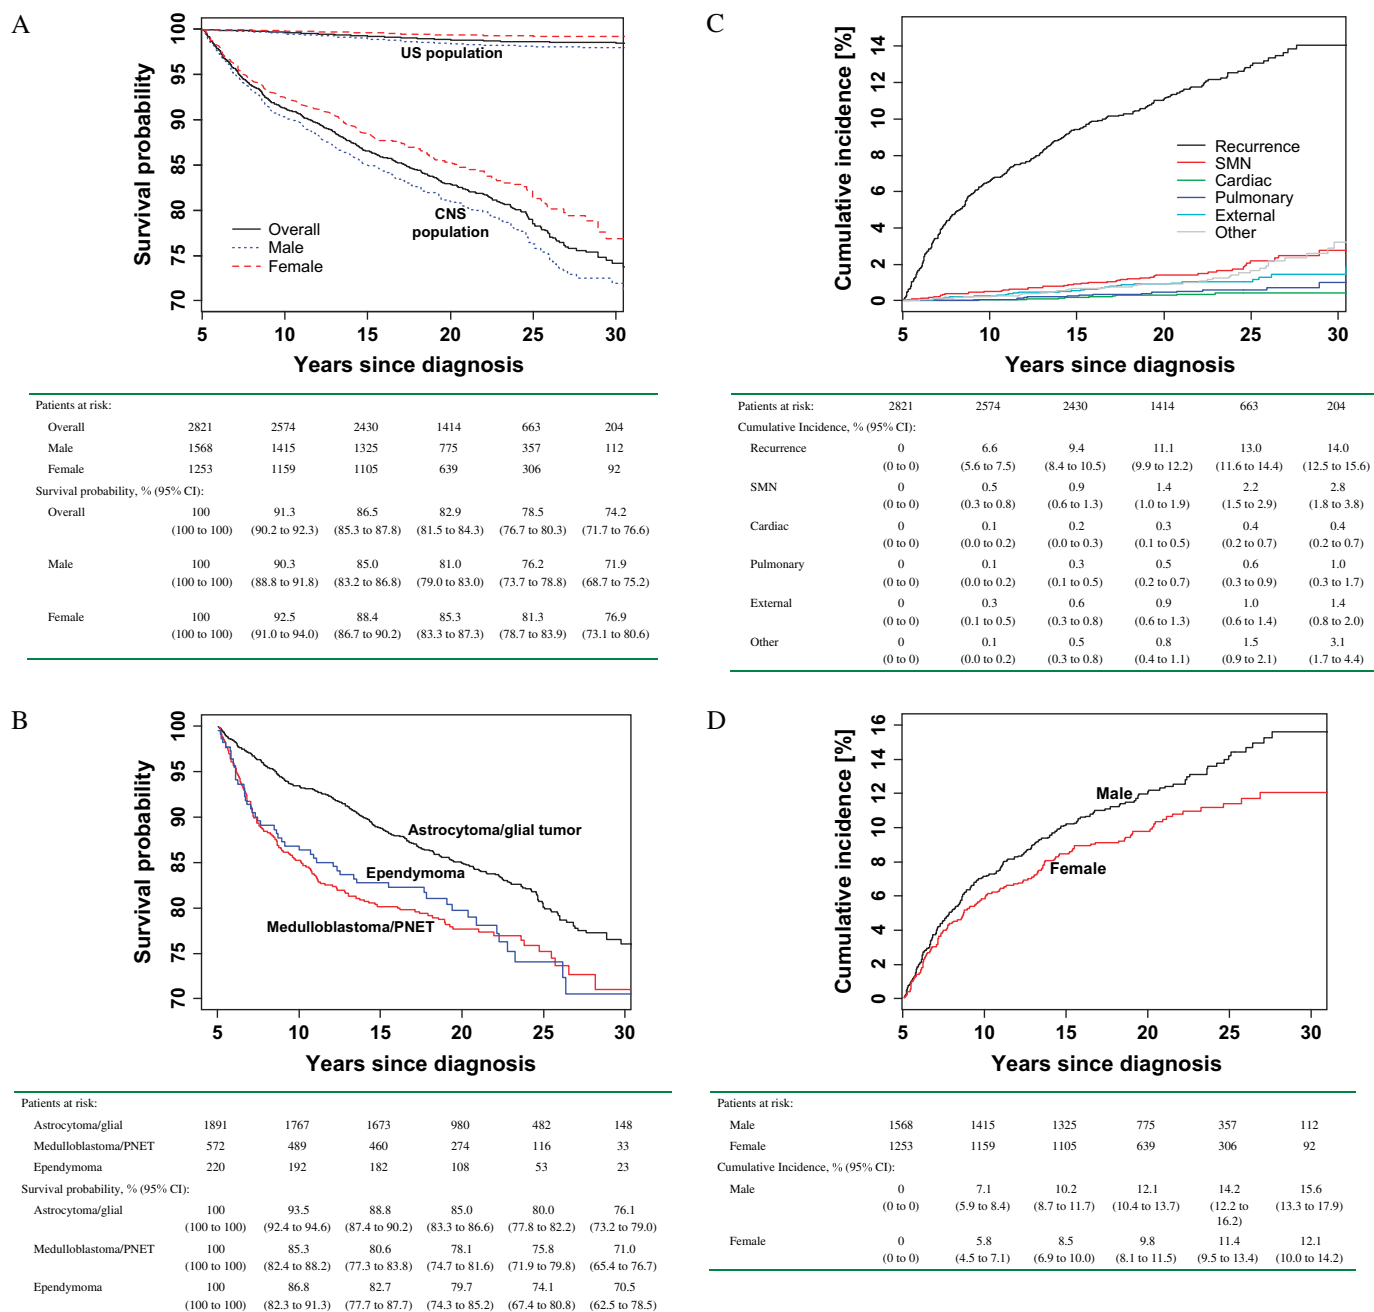 A
Survival probability
100
95
90
85
80
75
70
US population
CNS
population
Overall
Male
Female
5 10 15 20 25 30
Years since diagnosis
Patients at risk:
Overall 2821 2574 2430 1414 663 204
Male 1568 1415 1325 775 357 112
Female 1253 1159 1105 639 306 92
Survival probability, % (95% CI):
Overall 100 91.3 86.5 82.9 78.5 74.2
(100 to 100) (90.2 to 92.3) (85.3 to 87.8) (81.5 to 84.3) (76.7 to 80.3) (71.7 to 76.6)
Male 100 90.3 85.0 81.0 76.2 71.9
(100 to 100) (88.8 to 91.8) (83.2 to 86.8) (79.0 to 83.0) (73.7 to 78.8) (68.7 to 75.2)
Female 100 92.5 88.4 85.3 81.3 76.9
(100 to 100) (91.0 to 94.0) (86.7 to 90.2) (83.3 to 87.3) (78.7 to 83.9) (73.1 to 80.6)
C
Cumulative incidence [%]
14
12
10
8
6
4
2
0
Recurrence
SMN
Cardiac
Pulmonary
External
Other
5 10 15 20 25 30
Years since diagnosis
Patients at risk: 2821 2574 2430 1414 663 204
Cumulative Incidence, % (95% CI):
Recurrence 0 6.6 9.4 11.1 13.0 14.0
(0 to 0) (5.6 to 7.5) (8.4 to 10.5) (9.9 to 12.2) (11.6 to 14.4) (12.5 to 15.6)
SMN 0 0.5 0.9 1.4 2.2 2.8
(0 to 0) (0.3 to 0.8) (0.6 to 1.3) (1.0 to 1.9) (1.5 to 2.9) (1.8 to 3.8)
Cardiac 0 0.1 0.2 0.3 0.4 0.4
(0 to 0) (0.0 to 0.2) (0.0 to 0.3) (0.1 to 0.5) (0.2 to 0.7) (0.2 to 0.7)
Pulmonary 0 0.1 0.3 0.5 0.6 1.0
(0 to 0) (0.0 to 0.2) (0.1 to 0.5) (0.2 to 0.7) (0.3 to 0.9) (0.3 to 1.7)
External 0 0.3 0.6 0.9 1.0 1.4
(0 to 0) (0.1 to 0.5) (0.3 to 0.8) (0.6 to 1.3) (0.6 to 1.4) (0.8 to 2.0)
Other 0 0.1 0.5 0.8 1.5 3.1
(0 to 0) (0.0 to 0.2) (0.3 to 0.8) (0.4 to 1.1) (0.9 to 2.1) (1.7 to 4.4)
B
Survival probability
100
95
90
85
80
75
70
Astrocytoma/glial tumor
Ependymoma
Medulloblastoma/PNET
5 10 15 20 25 30
Years since diagnosis
Patients at risk:
Astrocytoma/glial 1891 1767 1673 980 482 148
Medulloblastoma/PNET 572 489 460 274 116 33
Ependymoma 220 192 182 108 53 23
Survival probability, % (95% CI):
Astrocytoma/glial 100 93.5 88.8 85.0 80.0 76.1
(100 to 100) (92.4 to 94.6) (87.4 to 90.2) (83.3 to 86.6) (77.8 to 82.2) (73.2 to 79.0)
Medulloblastoma/PNET 100 85.3 80.6 78.1 75.8 71.0
(100 to 100) (82.4 to 88.2) (77.3 to 83.8) (74.7 to 81.6) (71.9 to 79.8) (65.4 to 76.7)
Ependymoma 100 86.8 82.7 79.7 74.1 70.5
(100 to 100) (82.3 to 91.3) (77.7 to 87.7) (74.3 to 85.2) (67.4 to 80.8) (62.5 to 78.5)
D
Cumulative incidence [%]
16
14
12
10
8
6
4
2
0
Male
Female
5 10 15 20 25 30
Years since diagnosis
Patients at risk:
Male 1568 1415 1325 775 357 112
Female 1253 1159 1105 639 306 92
Cumulative Incidence, % (95% CI):
Male 0 7.1 10.2 12.1 14.2 15.6
(0 to 0) (5.9 to 8.4) (8.7 to 11.7) (10.4 to 13.7) (12.2 to (13.3 to 17.9)
16.2)
Female 0 5.8 8.5 9.8 11.4 12.1
(0 to 0) (4.5 to 7.1) (6.9 to 10.0) (8.1 to 11.5) (9.5 to 13.4) (10.0 to 14.2)